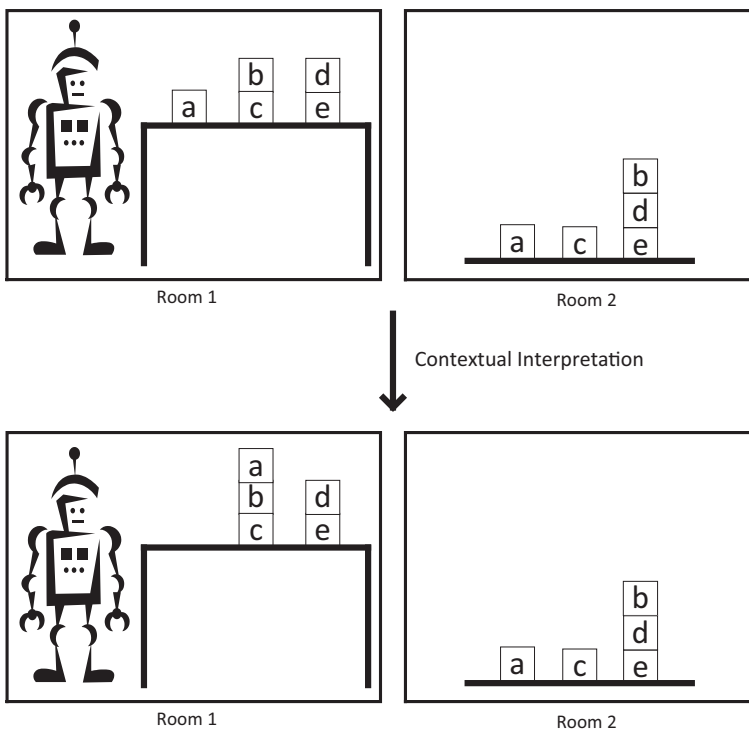 b d
a c e
b
d
a c e
Room 1
Room 2
Contextual Interpretation
a
b d
c e
b
d
a c e
Room 1
Room 2